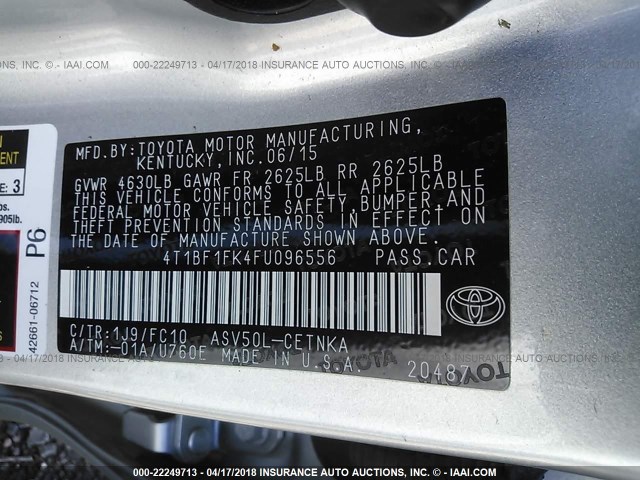 000-22249713 - 04/17/2018 INSURANCE AUTO AUCTIONS, INC. © - IAAI.COM
MFD.BY:TOYOTA MOTOR MANUFACTURING,
KENTUCKY, INC.06/15
GVWR 4630LB GAWR FR 2625LB RR 2625LB
THIS VEHICLE CONFORMS TO ALL APPLICABLE
FEDERAL MOTOR VEHICLE SAFETY, BUMPER, AND
THEFT PREVENTION STANDARDS IN EFFECT ON
THE DATE OF MANUFACTURE SHOWN ABOVE.
4T1BF1FK4FU096556 PASS.CAR
C/TR:1J9/FC10 ASV50L-CETNKA
A/TM:-01A/U760E MADE IN U.S.A.
20487
TOYOTA
3
905lb.
P6
42661-06712
000-22249713 - 04/17/2018 INSURANCE AUTO AUCTIONS, INC. © - IAAI.COM